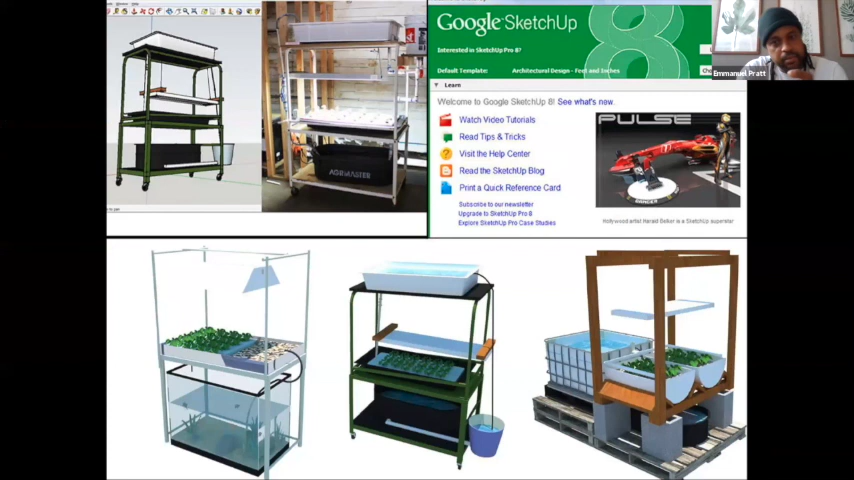 Google SketchUp
8
Interested in SketchUp Pro 8?
Default Template: Architectural Design - Feet and Inches
Learn
Welcome to Google SketchUp 8! See what's new.
Watch Video Tutorials
Read Tips & Tricks
Visit the Help Center
Read the SketchUp Blog
Print a Quick Reference Card
Subscribe to our newsletter
Upgrade to SketchUp Pro 8
Explore SketchUp Pro Case Studies
PULSE
Hollywood artist Harald Belker is a SketchUp superstar
Emmanuel Pratt